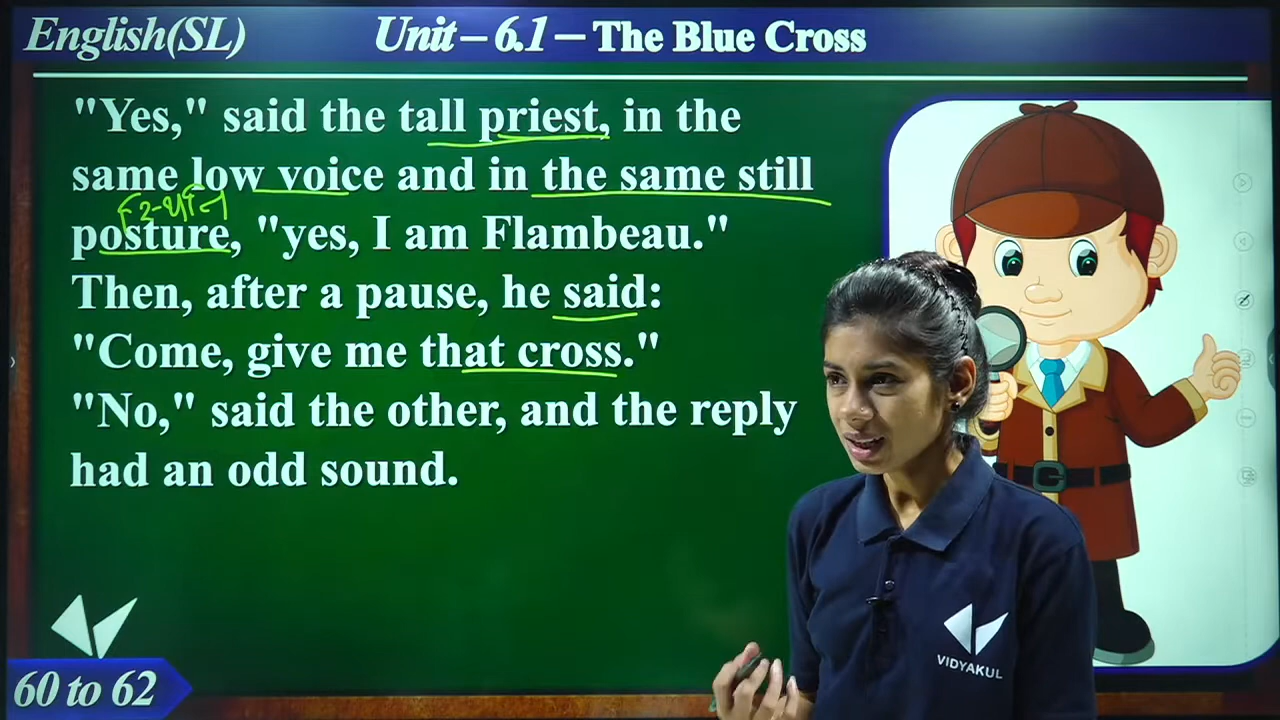 English(SL)
Unit – 6.1 – The Blue Cross
"Yes," said the tall priest, in the
same low voice and in the same still
posture, "yes, I am Flambeau."
Then, after a pause, he said:
"Come, give me that cross."
"No," said the other, and the reply
had an odd sound.
60 to 62
VIDYAKUL